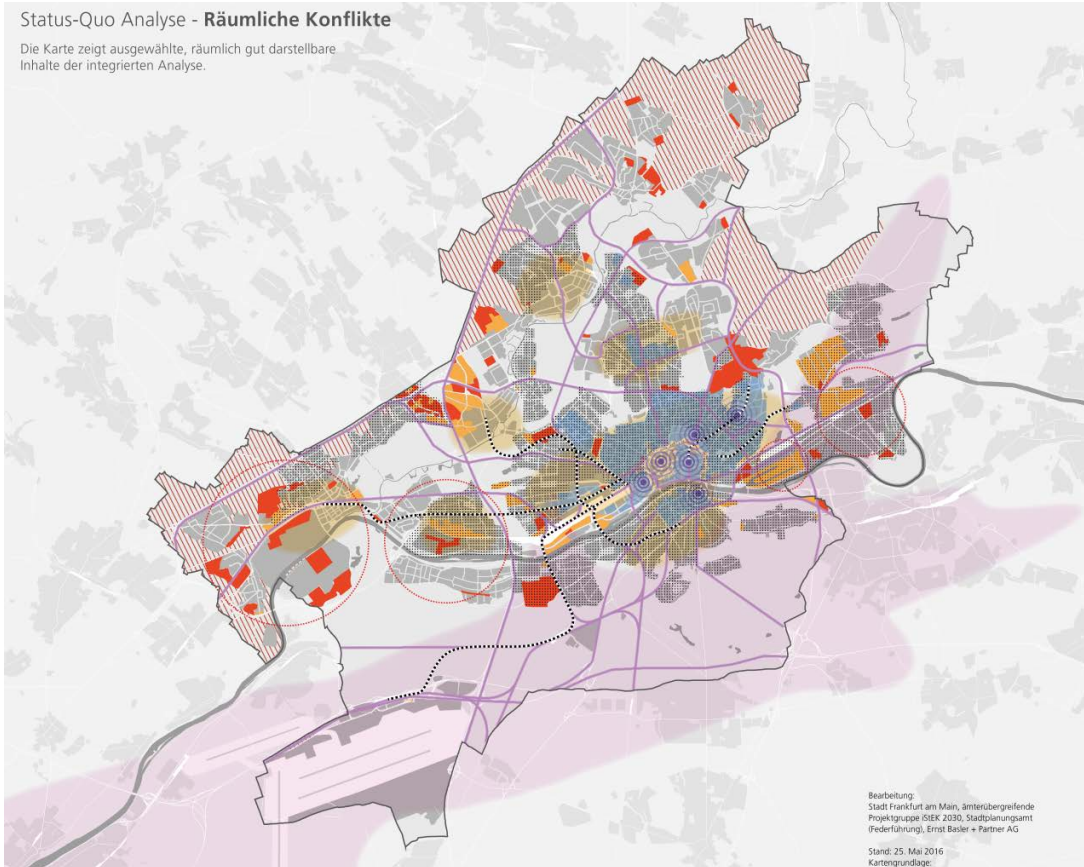 Status-Quo Analyse - Räumliche Konflikte
Die Karte zeigt ausgewählte, räumlich gut darstellbare
Inhalte der integrierten Analyse.
Bearbeitung:
Stadt Frankfurt am Main, ämterübergreifende
Projektgruppe iStEK 2030, Stadtplanungsamt
(Federführung), Ernst Basler + Partner AG
Stand: 25. Mai 2016
Kartengrundlage: